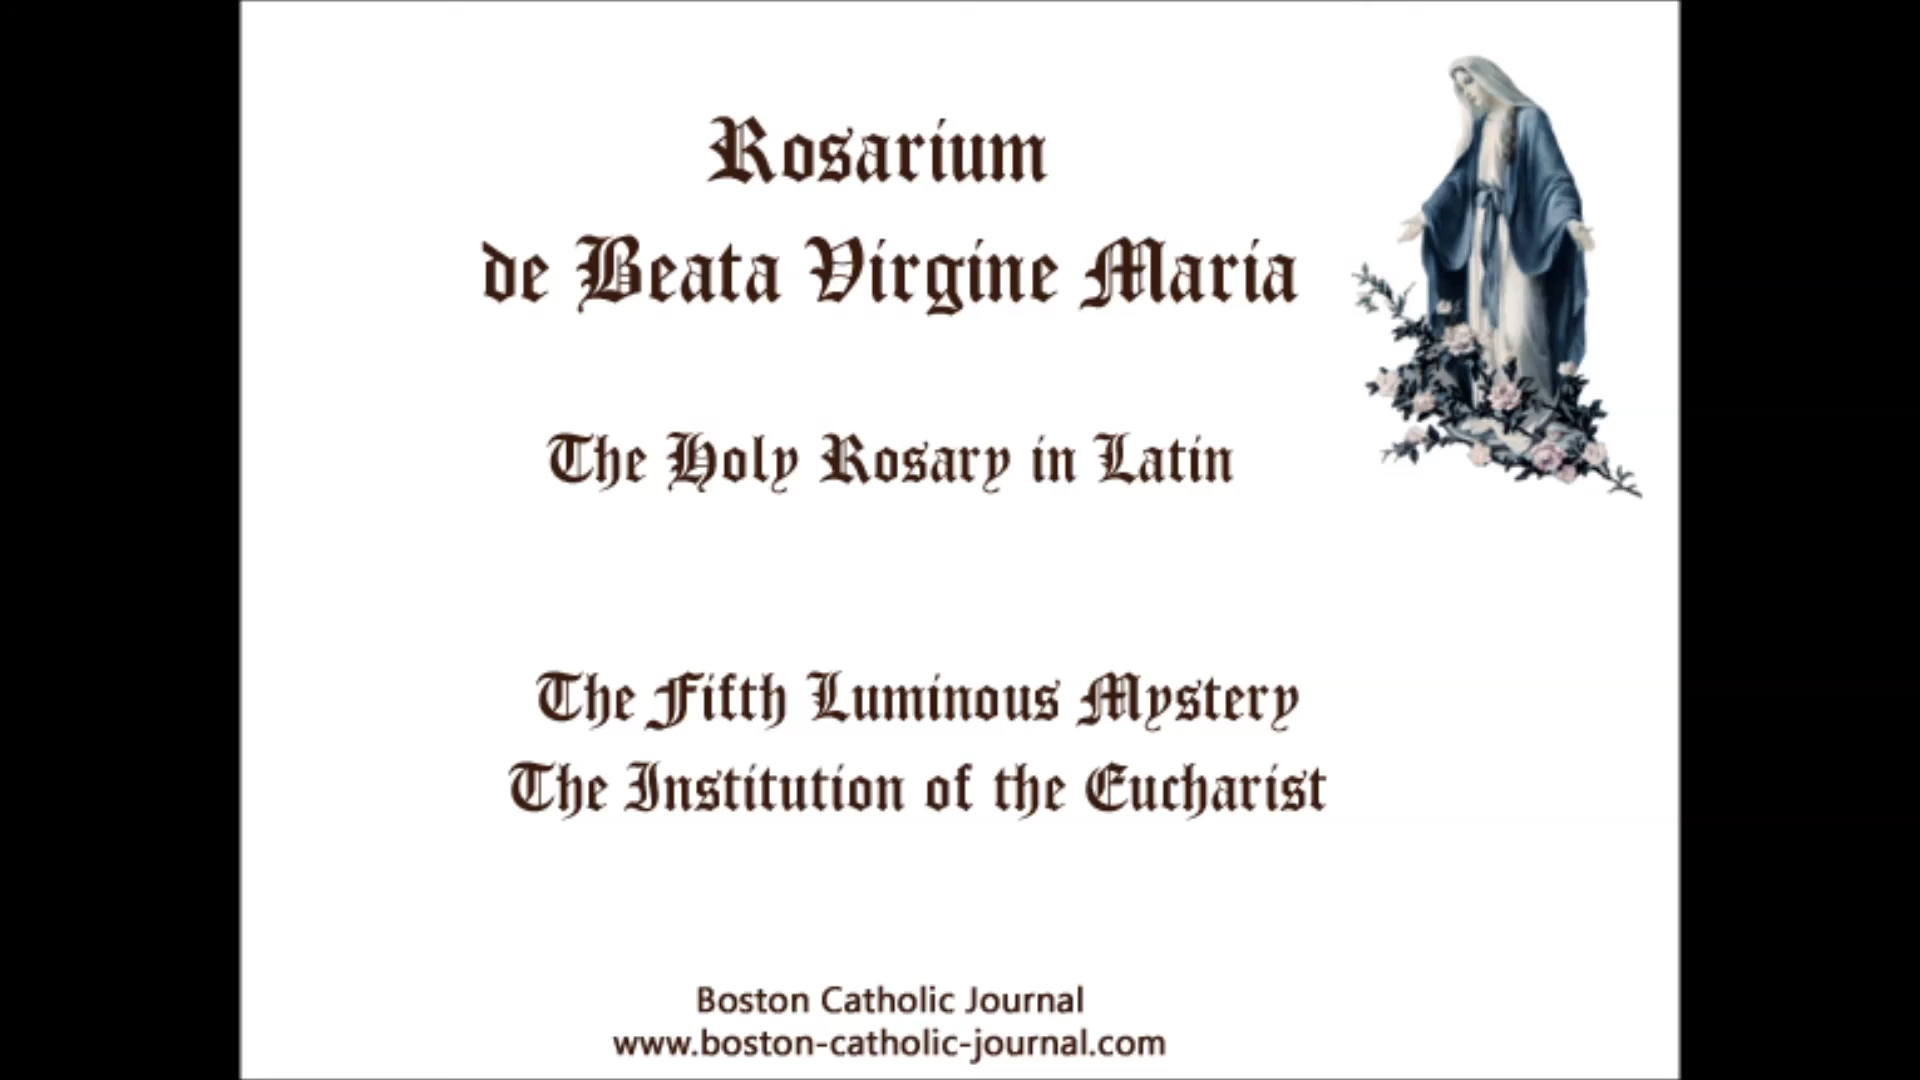 Rosarium
de Beata Virgine Maria
The Holy Rosary in Latin
The Fifth Luminous Mystery
The Institution of the Eucharist
Boston Catholic Journal
www.boston-catholic-journal.com